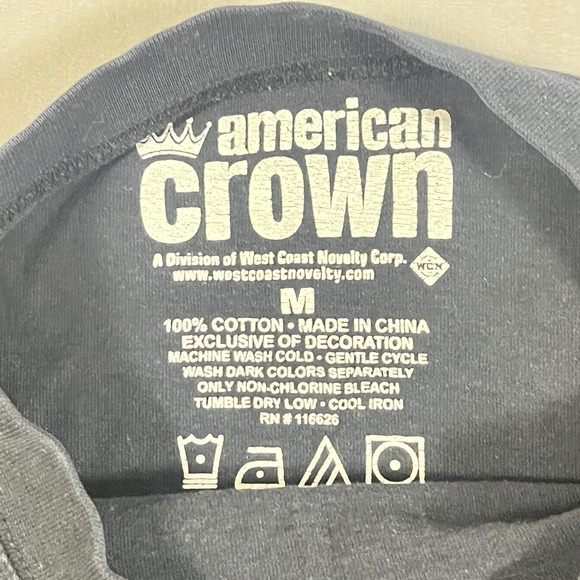 american
crown
A Division of West Coast Novelty Corp.
WCN
www.westcoastnovelty.com
M
100% COTTON • MADE IN CHINA
EXCLUSIVE OF DECORATION
MACHINE WASH COLD • GENTLE CYCLE
WASH DARK COLORS SEPARATELY
ONLY NON-CHLORINE BLEACH
TUMBLE DRY LOW • COOL IRON
RN # 116626